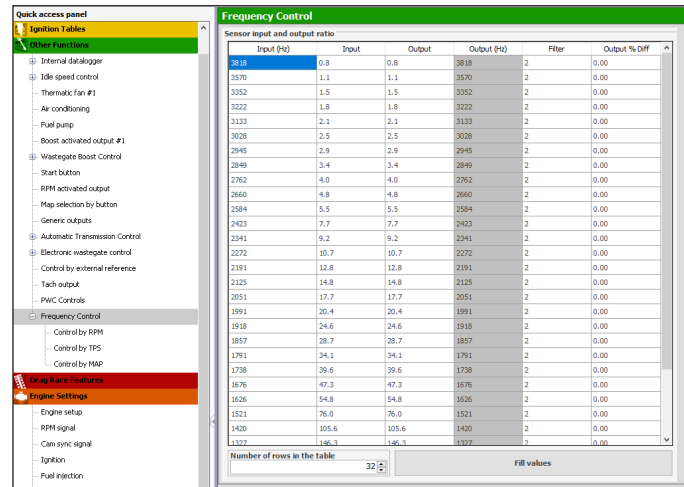 Quick access panel
Ignition Tables
Other Functions
Internal datalogger
Idle speed control
Thermatic fan #1
Air conditioning
Fuel pump
Boost activated output #1
Wastegate Boost Control
Start button
RPM activated output
Map selection by button
Generic outputs
Automatic Transmission Control
Electronic wastegate control
Control by external reference
Tach output
PWC Controls
Frequency Control
Control by RPM
Control by TPS
Control by MAP
Drag Race Features
Engine Settings
Engine setup
RPM signal
Cam sync signal
Ignition
Fuel injection
Frequency Control
Sensor input and output ratio
Input (Hz) Input Output Output (Hz) Filter Output % Diff
3818 0.8 0.8 3818 2 0.00
3570 1.1 1.1 3570 2 0.00
3352 1.5 1.5 3352 2 0.00
3222 1.8 1.8 3222 2 0.00
3133 2.1 2.1 3133 2 0.00
3028 2.5 2.5 3028 2 0.00
2945 2.9 2.9 2945 2 0.00
2849 3.4 3.4 2849 2 0.00
2762 4.0 4.0 2762 2 0.00
2660 4.8 4.8 2660 2 0.00
2584 5.5 5.5 2584 2 0.00
2423 7.7 7.7 2423 2 0.00
2341 9.2 9.2 2341 2 0.00
2272 10.7 10.7 2272 2 0.00
2191 12.8 12.8 2191 2 0.00
2125 14.8 14.8 2125 2 0.00
2051 17.7 17.7 2051 2 0.00
1991 20.4 20.4 1991 2 0.00
1918 24.6 24.6 1918 2 0.00
1857 28.7 28.7 1857 2 0.00
1791 34.1 34.1 1791 2 0.00
1738 39.6 39.6 1738 2 0.00
1676 47.3 47.3 1676 2 0.00
1626 54.8 54.8 1626 2 0.00
1521 76.0 76.0 1521 2 0.00
1420 105.6 105.6 1420 2 0.00
1327 146.3 146.3 1327 2 0.00
Number of rows in the table
32
Fill values